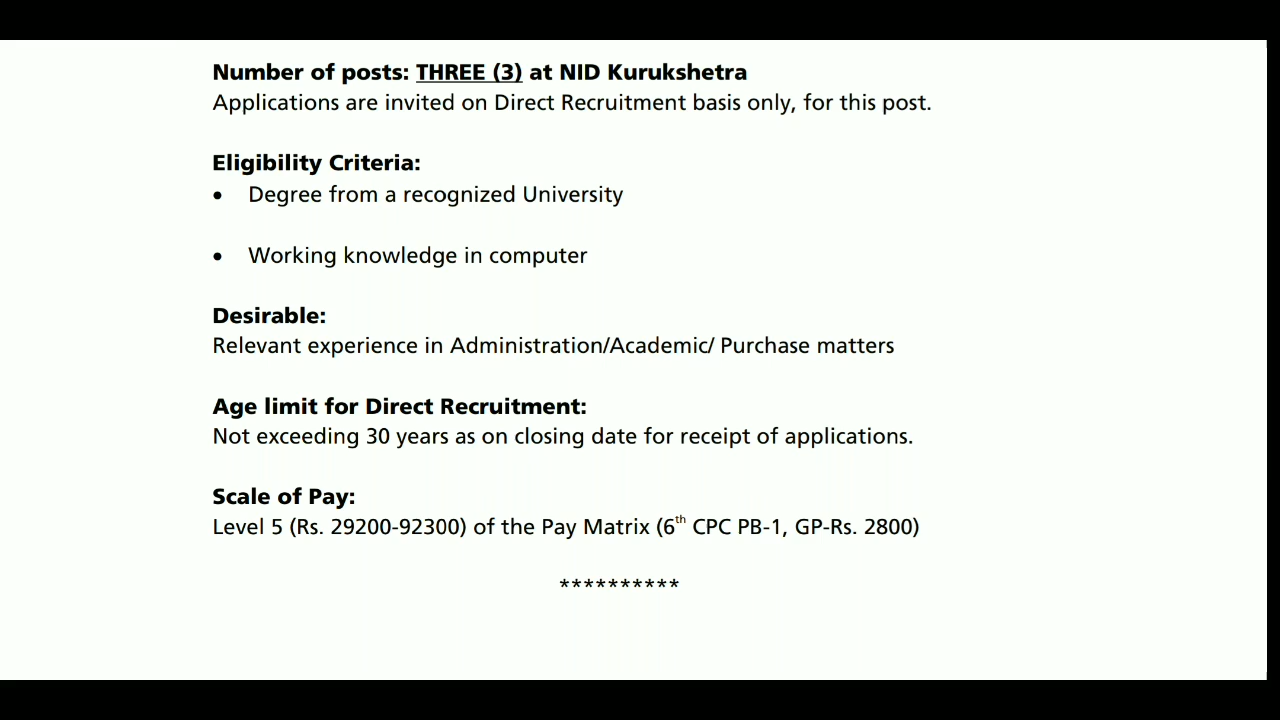 Number of posts: THREE (3) at NID Kurukshetra
Applications are invited on Direct Recruitment basis only, for this post.
Eligibility Criteria:
• Degree from a recognized University
• Working knowledge in computer
Desirable:
Relevant experience in Administration/Academic/ Purchase matters
Age limit for Direct Recruitment:
Not exceeding 30 years as on closing date for receipt of applications.
Scale of Pay:
Level 5 (Rs. 29200-92300) of the Pay Matrix (6th CPC PB-1, GP-Rs. 2800)
**********